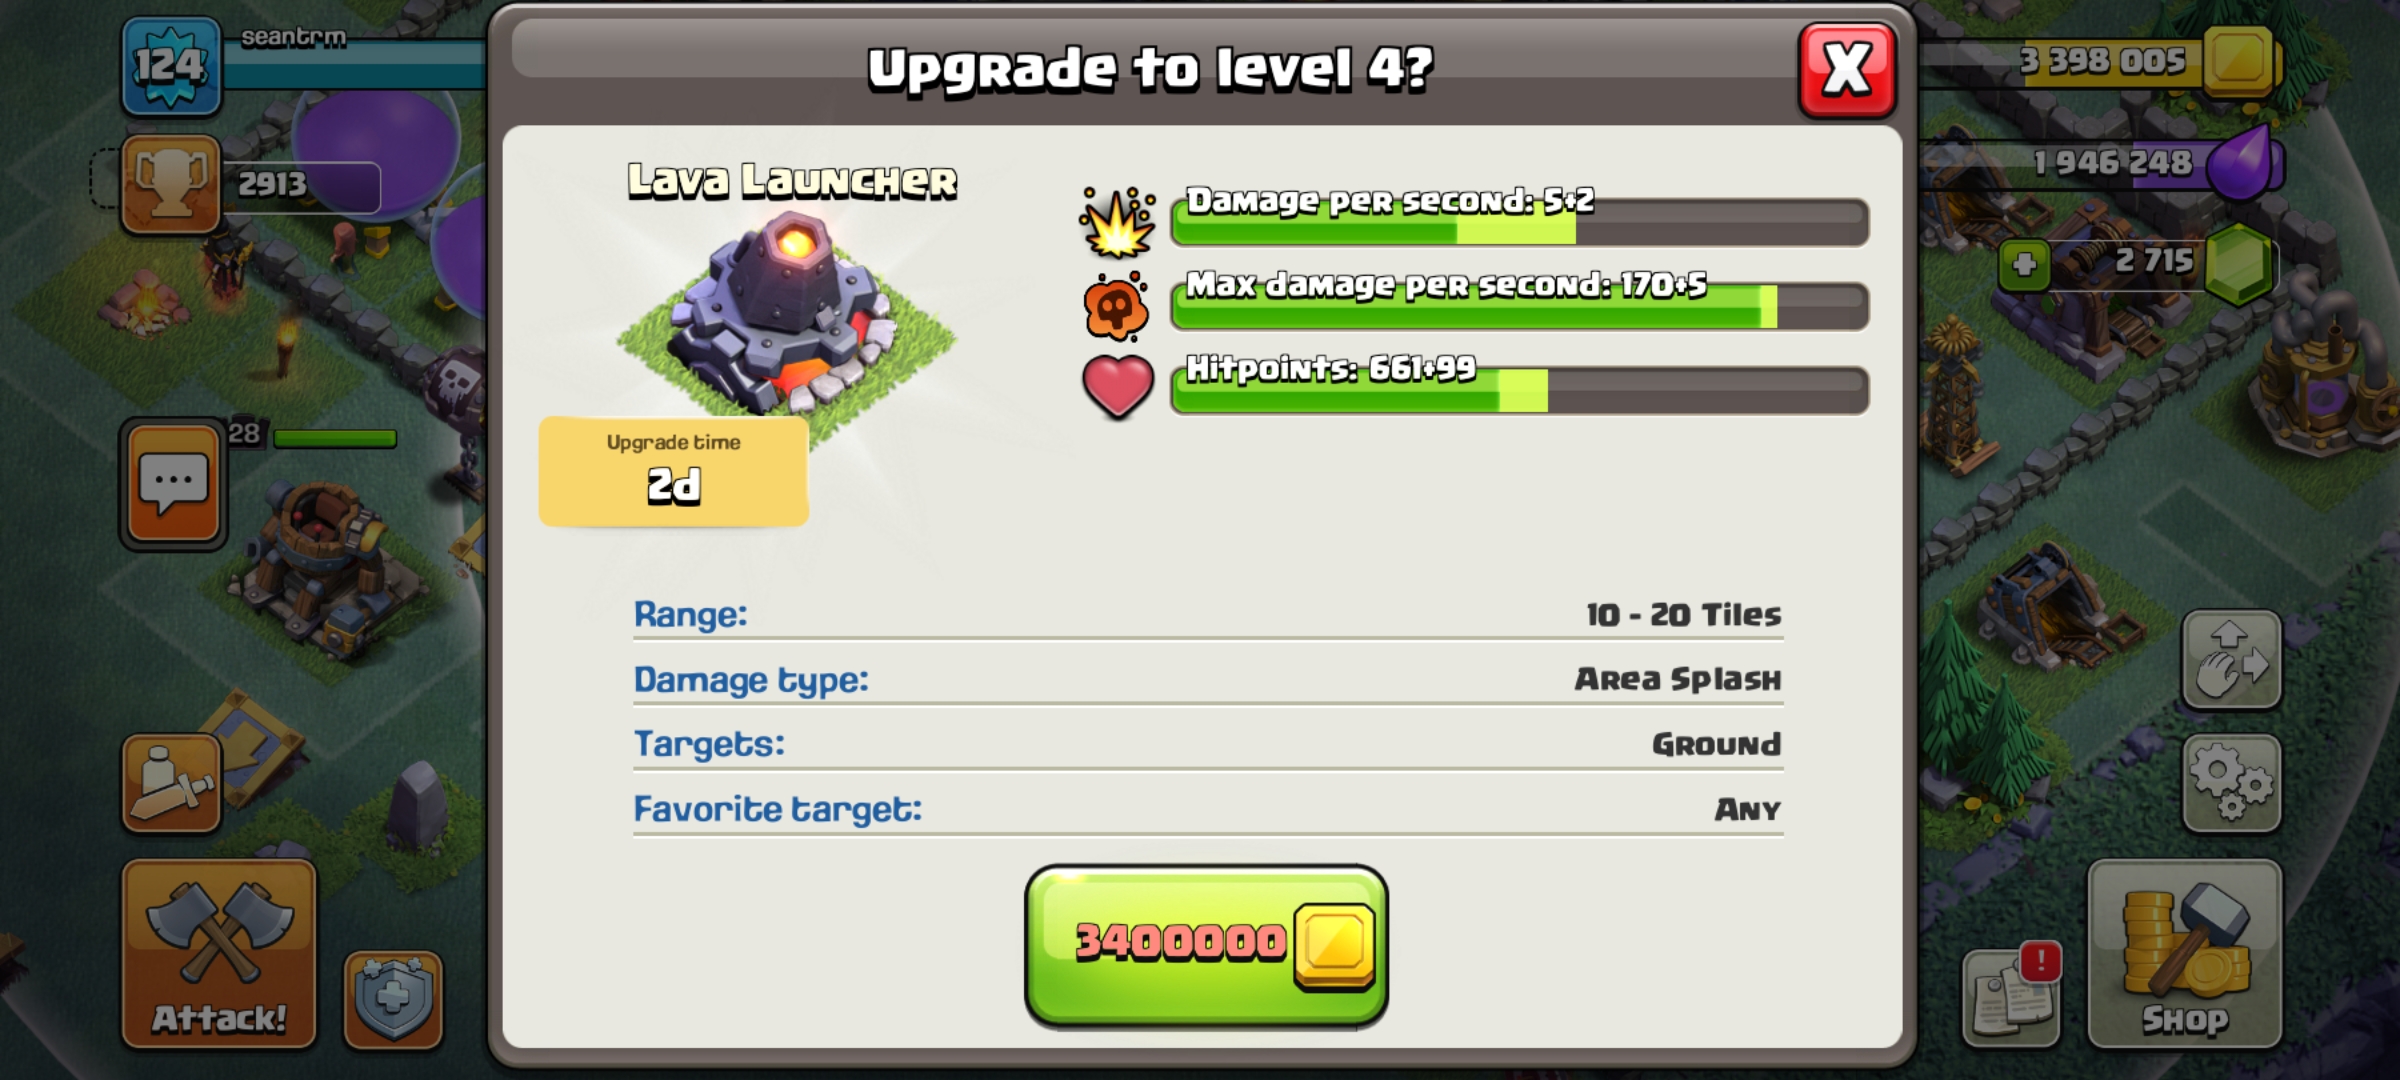 Upgrade to level 4?
X
124
seantrm
2913
28
3 398 005
1 946 248
2 715
Lava Launcher
Upgrade time
2d
Damage per second: 5+2
Max damage per second: 170+5
Hitpoints: 661+99
Range: 10 - 20 Tiles
Damage type: Area Splash
Targets: Ground
Favorite target: Any
3400000
Attack!
!
Shop